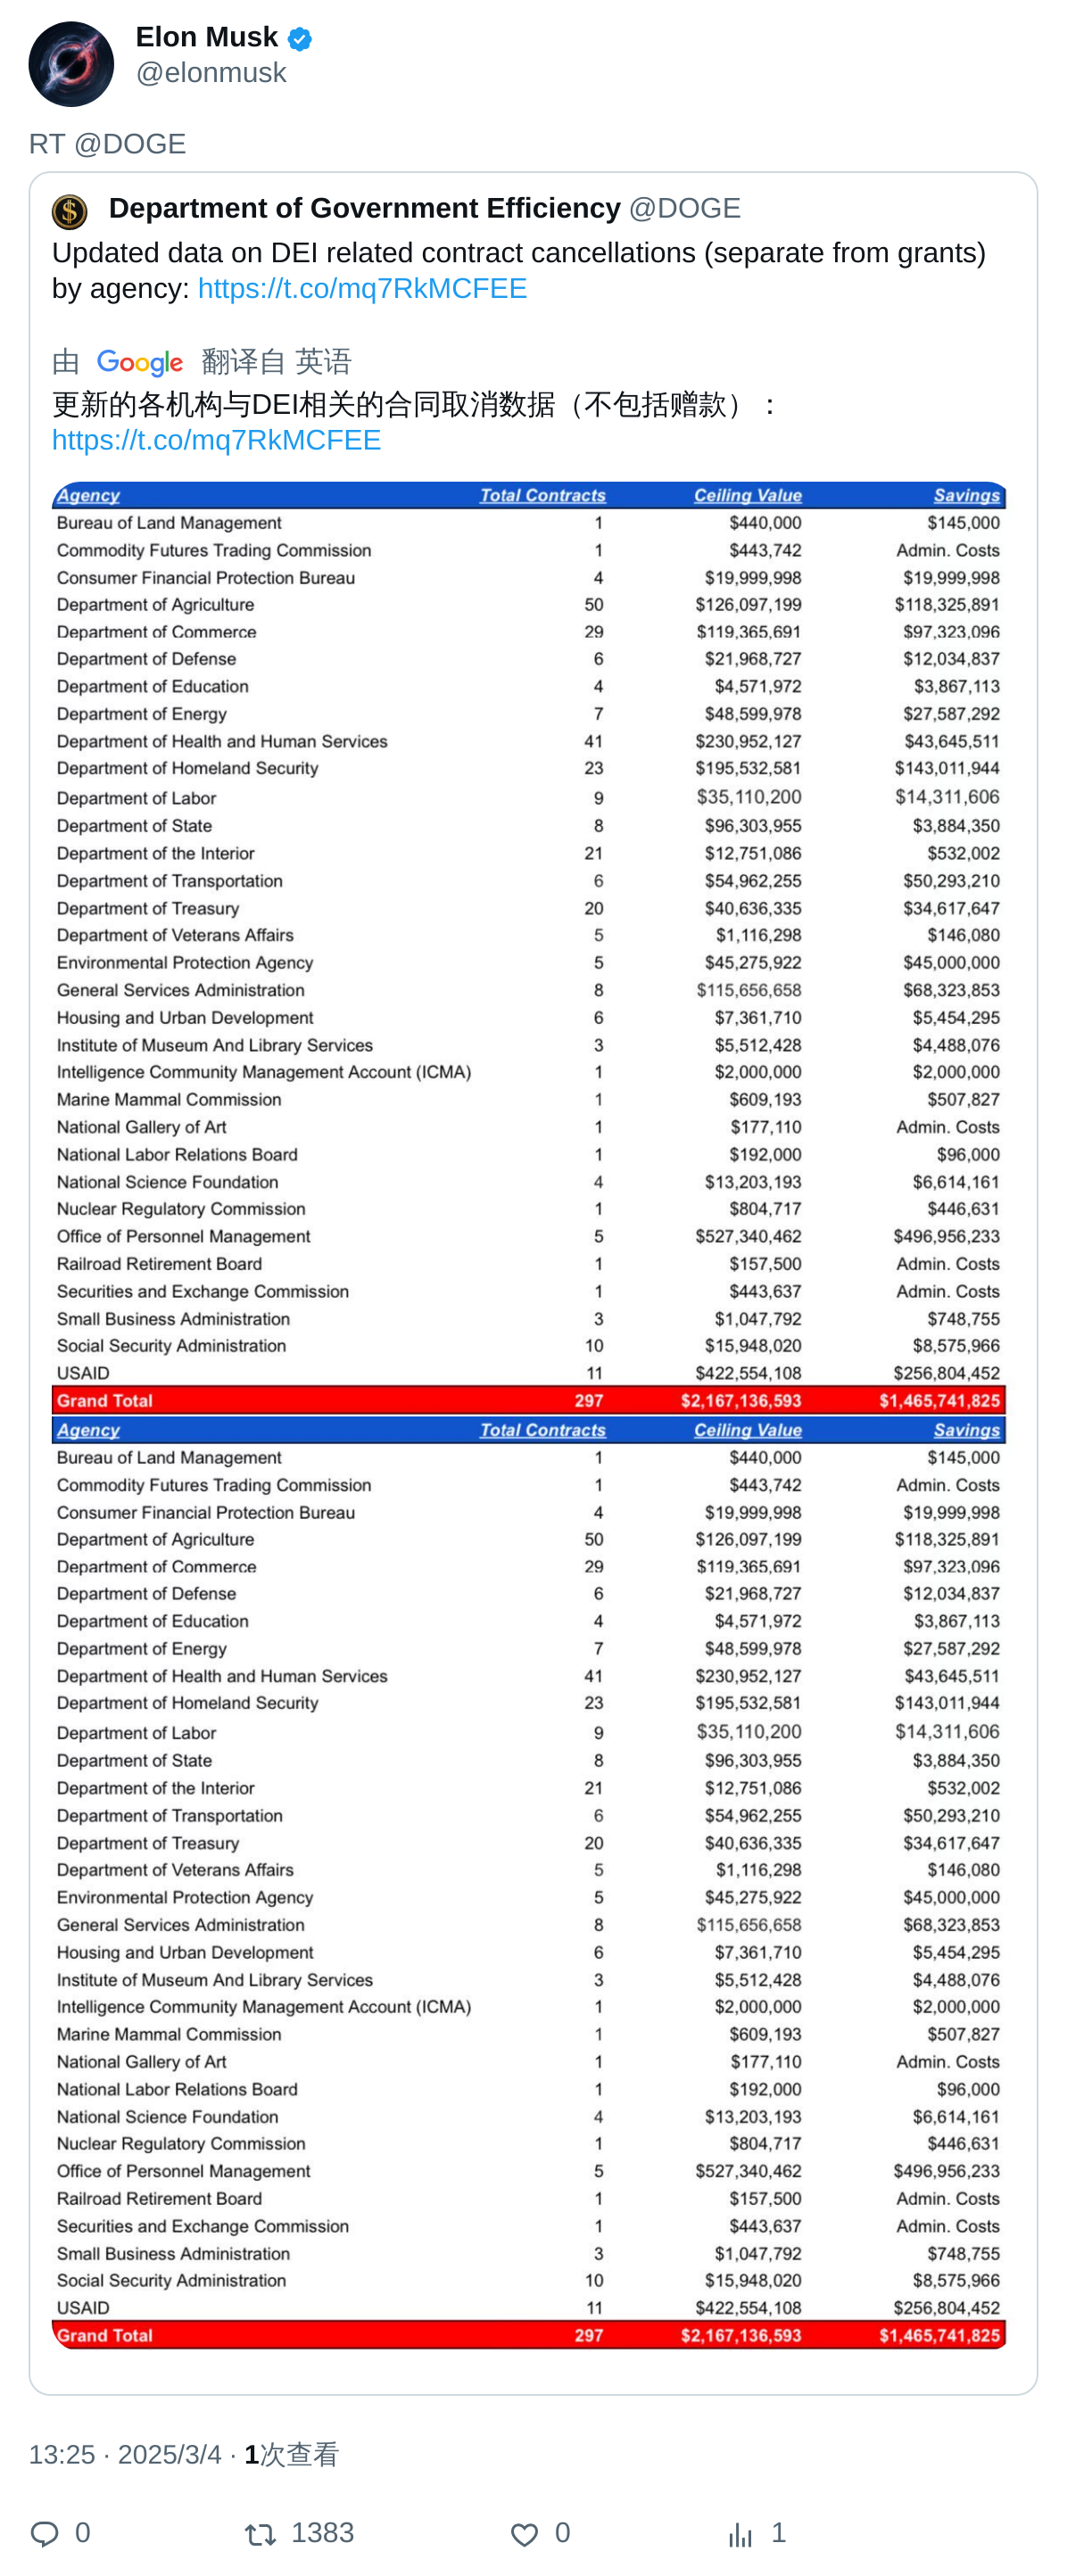 Elon Musk
@elonmusk
RT @DOGE
Department of Government Efficiency @DOGE
Updated data on DEI related contract cancellations (separate from grants)
by agency: https://t.co/mq7RkMCFEE
由 Google 翻译自 英语
更新的各机构与DEI相关的合同取消数据（不包括赠款）：
https://t.co/mq7RkMCFEE
Agency Total Contracts Ceiling Value Savings
Bureau of Land Management 1 $440,000 $145,000
Commodity Futures Trading Commission 1 $443,742 Admin. Costs
Consumer Financial Protection Bureau 4 $19,999,998 $19,999,998
Department of Agriculture 50 $126,097,199 $118,325,891
Department of Commerce 29 $119,365,691 $97,323,096
Department of Defense 6 $21,968,727 $12,034,837
Department of Education 4 $4,571,972 $3,867,113
Department of Energy 7 $48,599,978 $27,587,292
Department of Health and Human Services 41 $230,952,127 $43,645,511
Department of Homeland Security 23 $195,532,581 $143,011,944
Department of Labor 9 $35,110,200 $14,311,606
Department of State 8 $96,303,955 $3,884,350
Department of the Interior 21 $12,751,086 $532,002
Department of Transportation 6 $54,962,255 $50,293,210
Department of Treasury 20 $40,636,335 $34,617,647
Department of Veterans Affairs 5 $1,116,298 $146,080
Environmental Protection Agency 5 $45,275,922 $45,000,000
General Services Administration 8 $115,656,658 $68,323,853
Housing and Urban Development 6 $7,361,710 $5,454,295
Institute of Museum And Library Services 3 $5,512,428 $4,488,076
Intelligence Community Management Account (ICMA) 1 $2,000,000 $2,000,000
Marine Mammal Commission 1 $609,193 $507,827
National Gallery of Art 1 $177,110 Admin. Costs
National Labor Relations Board 1 $192,000 $96,000
National Science Foundation 4 $13,203,193 $6,614,161
Nuclear Regulatory Commission 1 $804,717 $446,631
Office of Personnel Management 5 $527,340,462 $496,956,233
Railroad Retirement Board 1 $157,500 Admin. Costs
Securities and Exchange Commission 1 $443,637 Admin. Costs
Small Business Administration 3 $1,047,792 $748,755
Social Security Administration 10 $15,948,020 $8,575,966
USAID 11 $422,554,108 $256,804,452
Grand Total 297 $2,167,136,593 $1,465,741,825
Agency Total Contracts Ceiling Value Savings
Bureau of Land Management 1 $440,000 $145,000
Commodity Futures Trading Commission 1 $443,742 Admin. Costs
Consumer Financial Protection Bureau 4 $19,999,998 $19,999,998
Department of Agriculture 50 $126,097,199 $118,325,891
Department of Commerce 29 $119,365,691 $97,323,096
Department of Defense 6 $21,968,727 $12,034,837
Department of Education 4 $4,571,972 $3,867,113
Department of Energy 7 $48,599,978 $27,587,292
Department of Health and Human Services 41 $230,952,127 $43,645,511
Department of Homeland Security 23 $195,532,581 $143,011,944
Department of Labor 9 $35,110,200 $14,311,606
Department of State 8 $96,303,955 $3,884,350
Department of the Interior 21 $12,751,086 $532,002
Department of Transportation 6 $54,962,255 $50,293,210
Department of Treasury 20 $40,636,335 $34,617,647
Department of Veterans Affairs 5 $1,116,298 $146,080
Environmental Protection Agency 5 $45,275,922 $45,000,000
General Services Administration 8 $115,656,658 $68,323,853
Housing and Urban Development 6 $7,361,710 $5,454,295
Institute of Museum And Library Services 3 $5,512,428 $4,488,076
Intelligence Community Management Account (ICMA) 1 $2,000,000 $2,000,000
Marine Mammal Commission 1 $609,193 $507,827
National Gallery of Art 1 $177,110 Admin. Costs
National Labor Relations Board 1 $192,000 $96,000
National Science Foundation 4 $13,203,193 $6,614,161
Nuclear Regulatory Commission 1 $804,717 $446,631
Office of Personnel Management 5 $527,340,462 $496,956,233
Railroad Retirement Board 1 $157,500 Admin. Costs
Securities and Exchange Commission 1 $443,637 Admin. Costs
Small Business Administration 3 $1,047,792 $748,755
Social Security Administration 10 $15,948,020 $8,575,966
USAID 11 $422,554,108 $256,804,452
Grand Total 297 $2,167,136,593 $1,465,741,825
13:25 · 2025/3/4 · 1次查看
0 1383 0 1